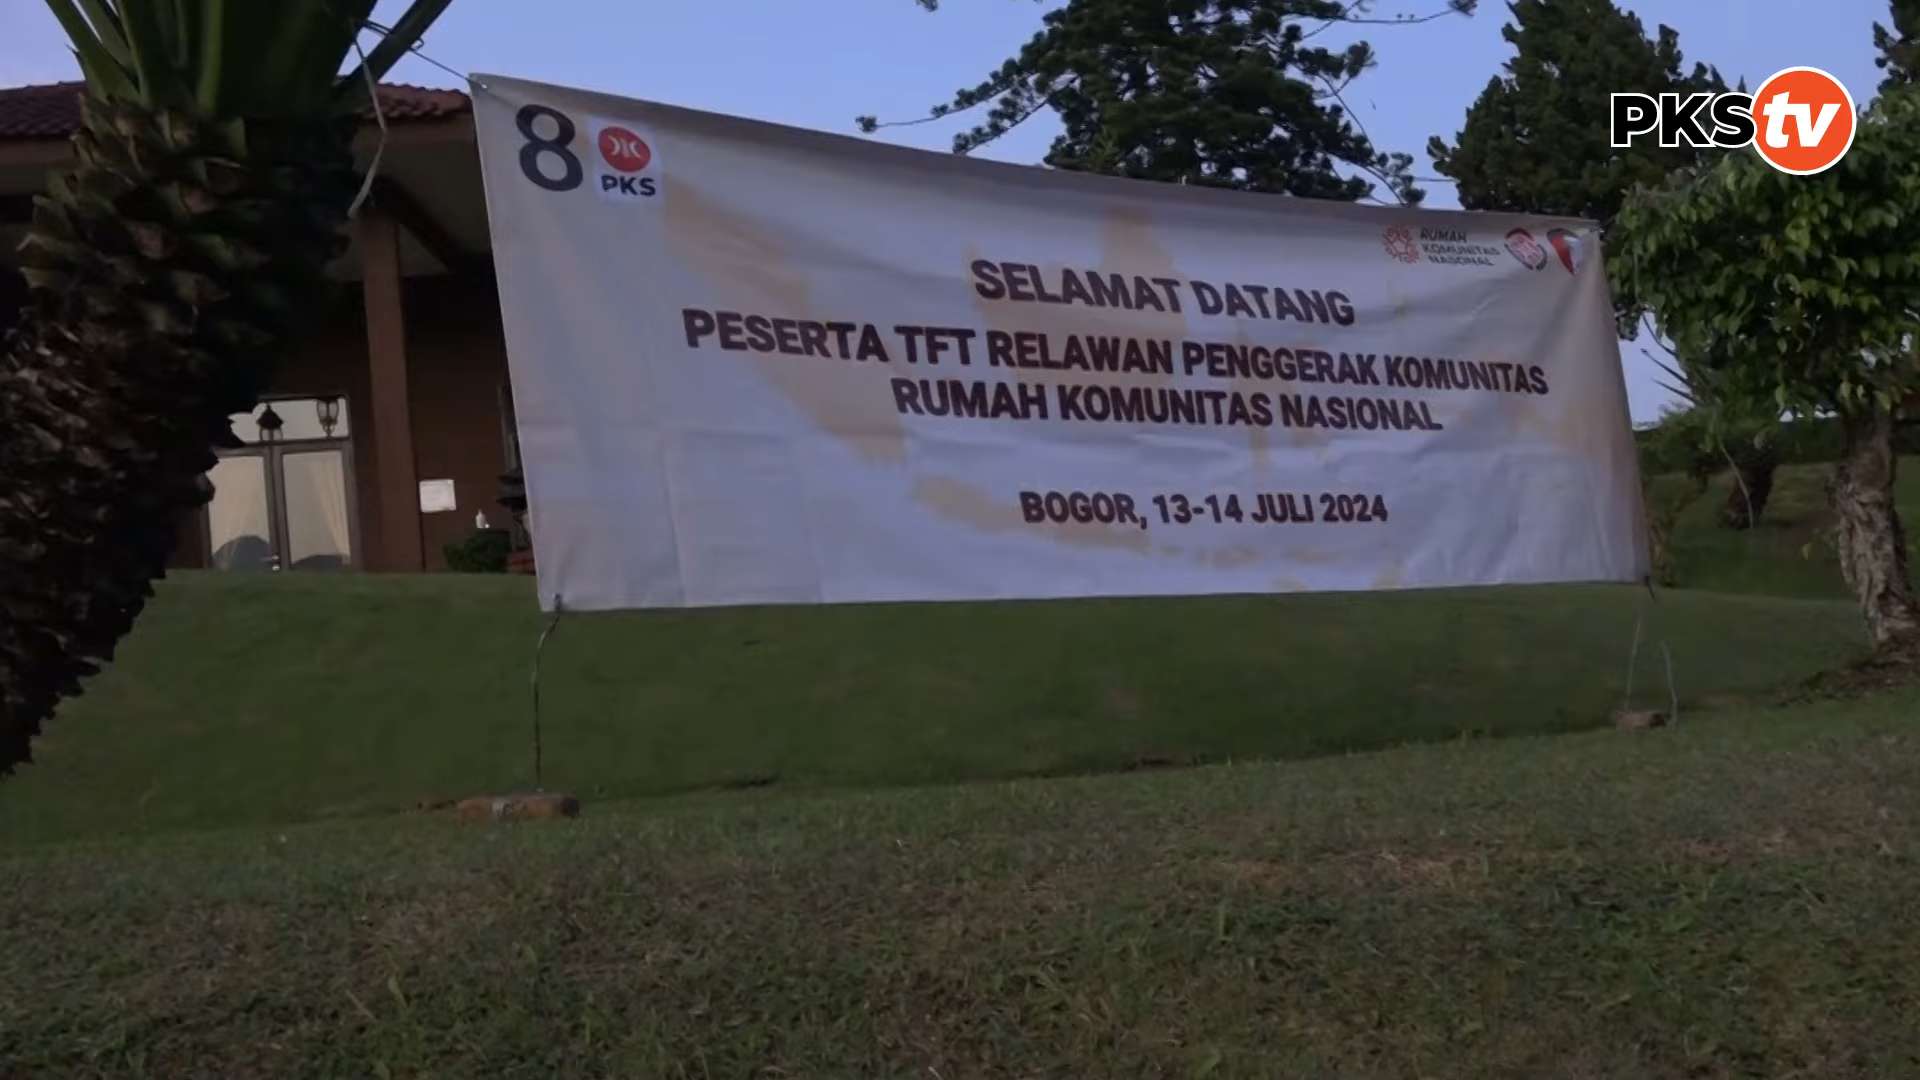 PKStv
8 PKS
RUMAH
KOMUNITAS
NASIONAL
SELAMAT DATANG
PESERTA TFT RELAWAN PENGGERAK KOMUNITAS
RUMAH KOMUNITAS NASIONAL
BOGOR, 13-14 JULI 2024